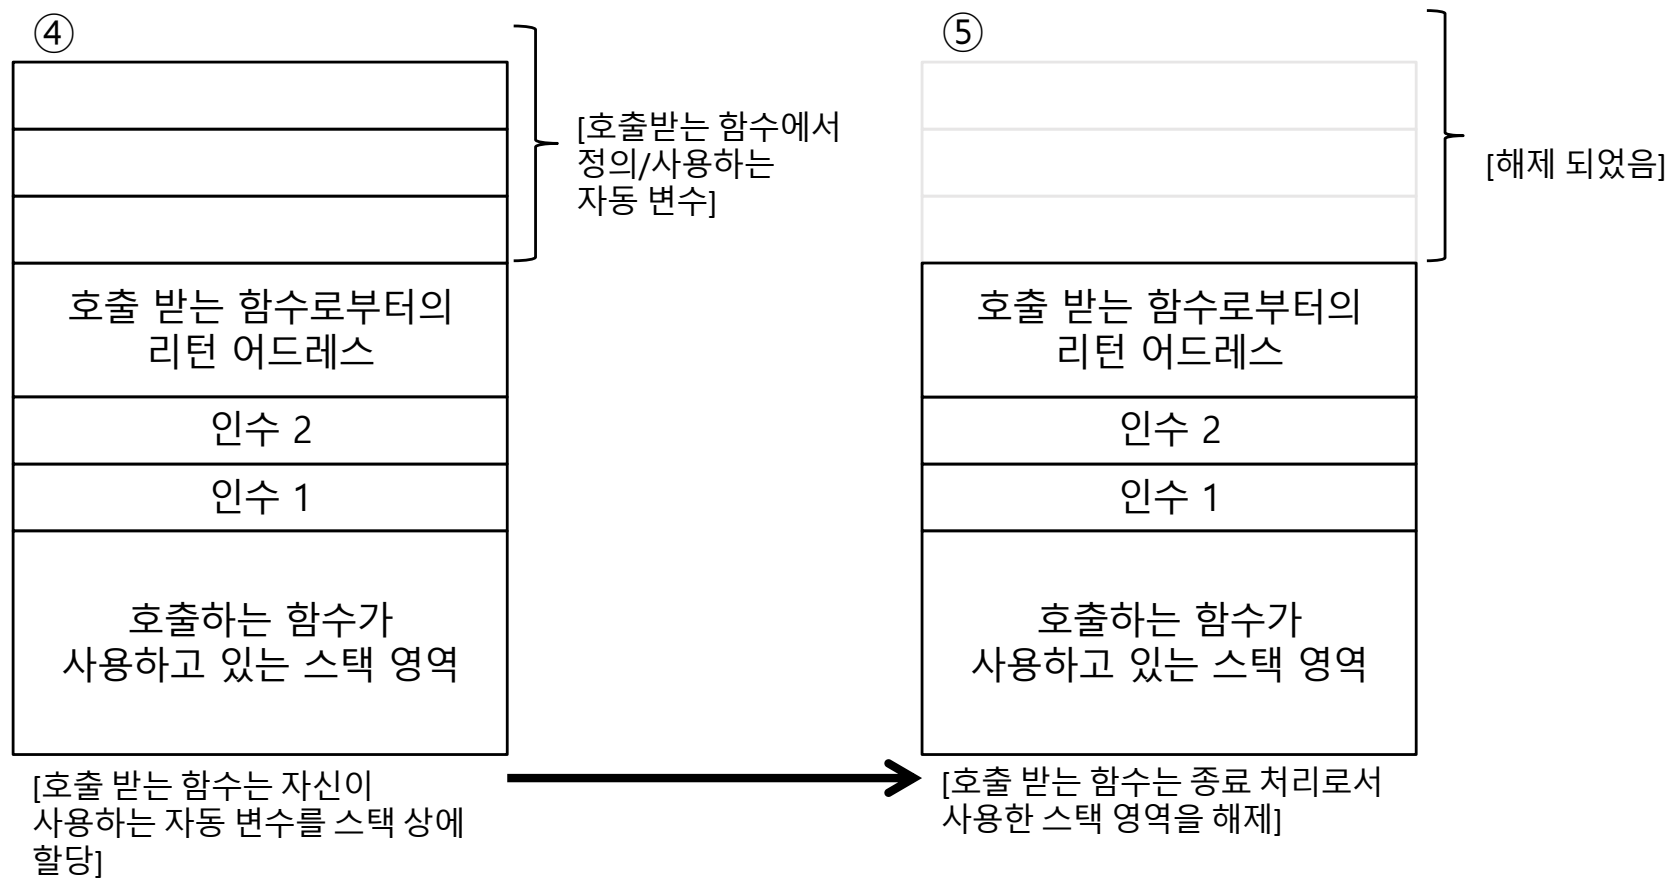 ④
[호출받는 함수에서
정의/사용하는
자동 변수]
호출 받는 함수로부터의
리턴 어드레스
인수 2
인수 1
호출하는 함수가
사용하고 있는 스택 영역
[호출 받는 함수는 자신이
사용하는 자동 변수를 스택 상에
할당]
⑤
[해제 되었음]
호출 받는 함수로부터의
리턴 어드레스
인수 2
인수 1
호출하는 함수가
사용하고 있는 스택 영역
[호출 받는 함수는 종료 처리로서
사용한 스택 영역을 해제]